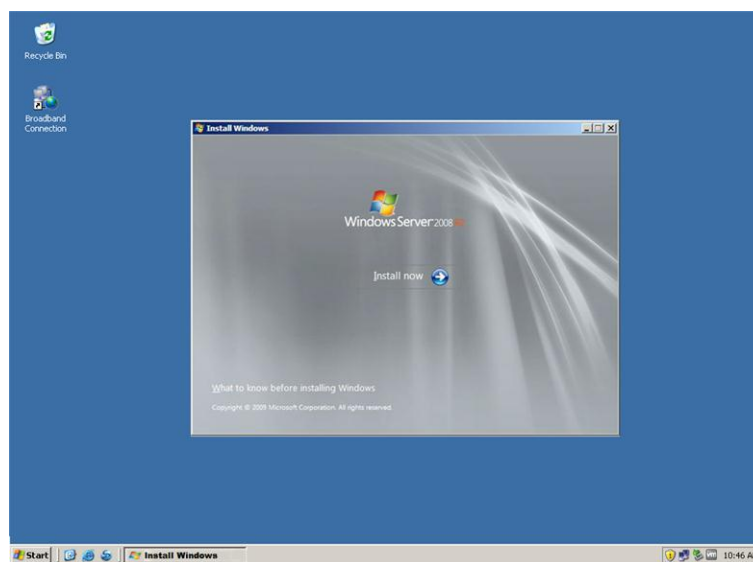 Recycle Bin
Broadband
Connection
Install Windows
Windows Server 2008 R2
Install now
What to know before installing Windows
Copyright © 2009 Microsoft Corporation. All rights reserved.
Start
Install Windows
10:46 A